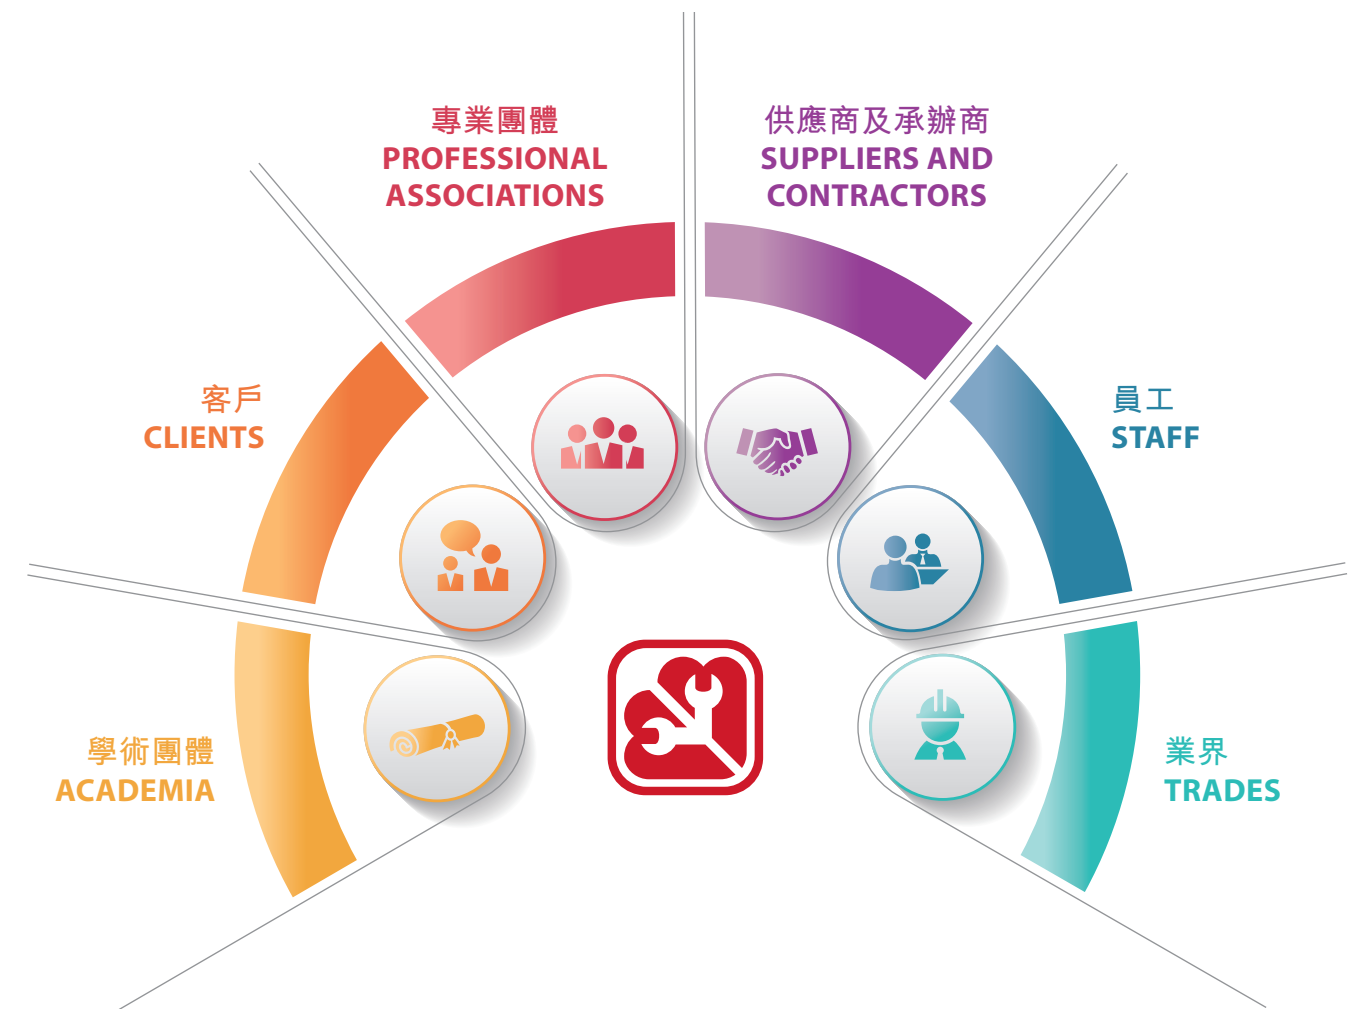 專業團體
PROFESSIONAL
ASSOCIATIONS
供應商及承辦商
SUPPLIERS AND
CONTRACTORS
客戶
CLIENTS
員工
STAFF
學術團體
ACADEMIA
業界
TRADES